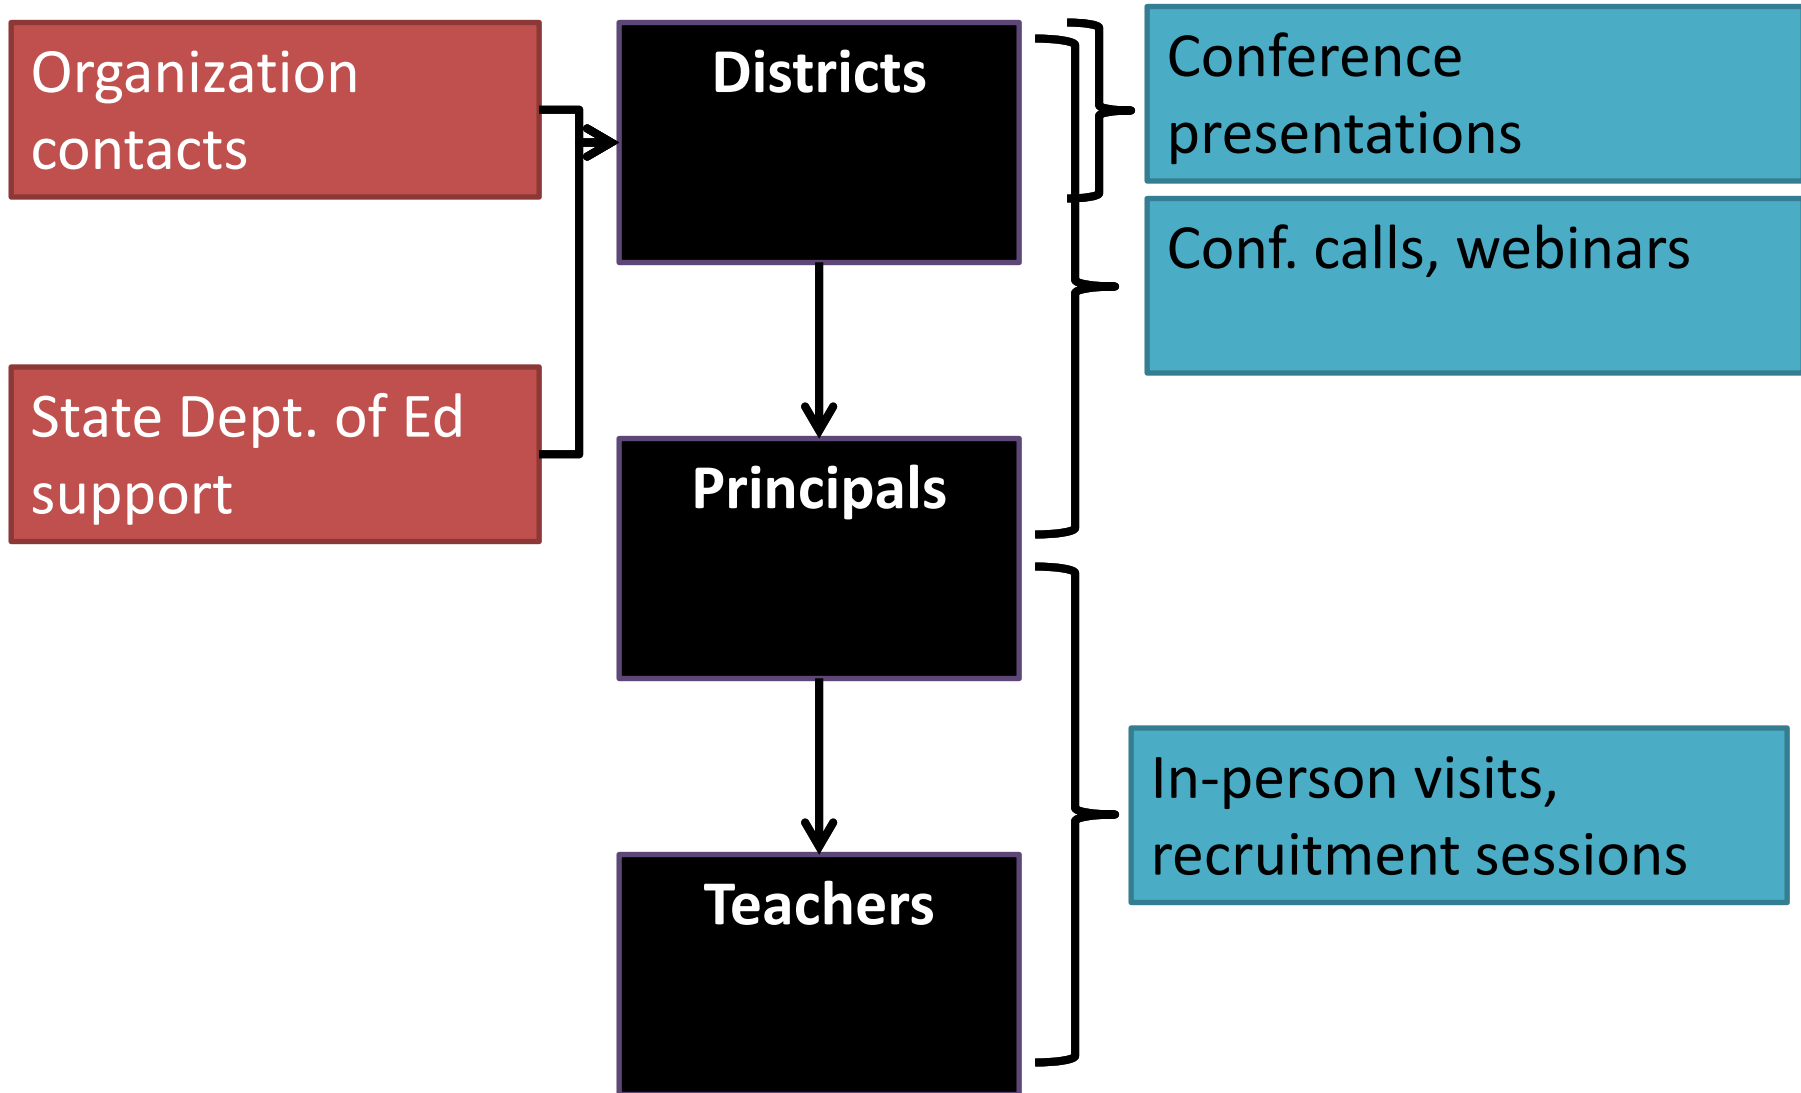 Organization
contacts
State Dept. of Ed
support
Districts
Principals
Teachers
Conference
presentations
Conf. calls, webinars
In-person visits,
recruitment sessions